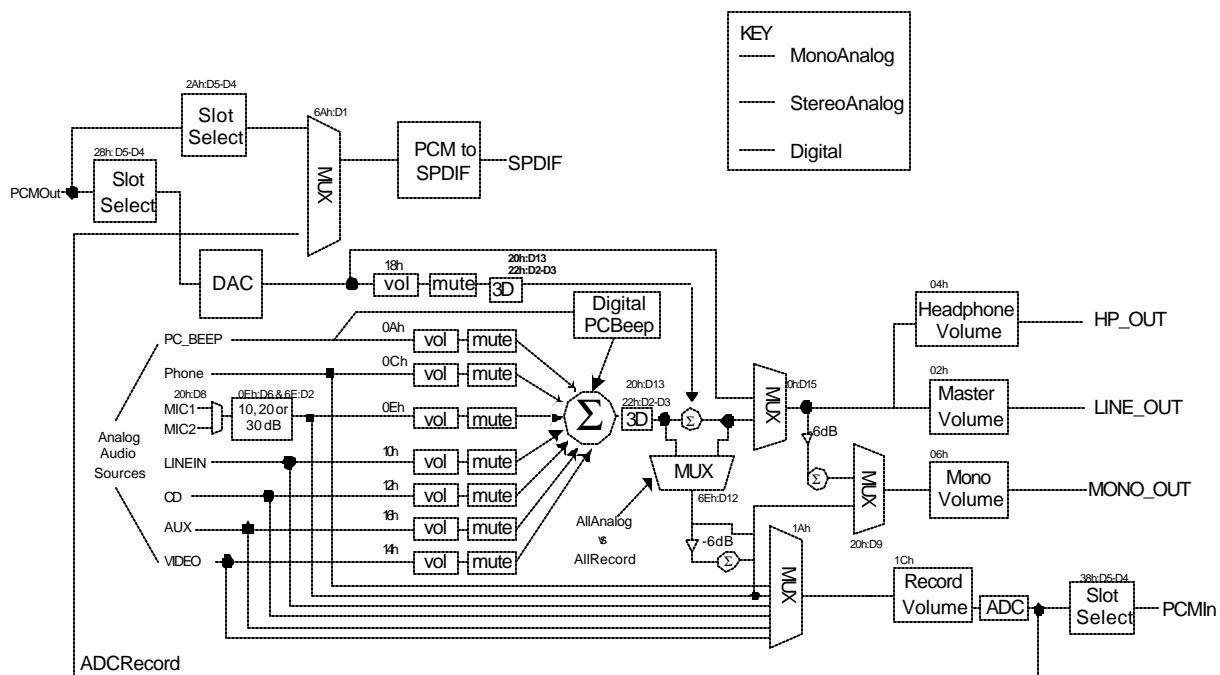 KEY
MonoAnalog
StereoAnalog
Digital
2Ah:D5-D4
Slot
Select
6Ah:D1
MUX
PCM to
SPDIF
SPDIF
28h: D5-D4
PCMOut
Slot
Select
DAC
18h
vol
mute
20h:D13
22h:D2-D3
3D
Digital
PCBeep
04h
Headphone
Volume
HP_OUT
PC_BEEP
0Ah
vol
mute
Phone
0Ch
vol
mute
20h:D8
0Eh:D6 & 6E:D2
MIC1
MIC2
10, 20 or
30 dB
0Eh
vol
mute
Σ
20h:D13
22h:D2-D3
3D
Σ
MUX
0h:D15
02h
Master
Volume
LINE_OUT
Analog
Audio
Sources
LINEIN
10h
vol
mute
MUX
6Eh:D12
-6dB
Σ
MUX
20h:D9
06h
Mono
Volume
MONO_OUT
CD
12h
vol
mute
AUX
16h
vol
mute
VIDEO
14h
vol
mute
AllAnalog
vs
AllRecord
-6dB
Σ
1Ah
MUX
1Ch
Record
Volume
ADC
38h:D5-D4
Slot
Select
PCMIn
ADCRecord